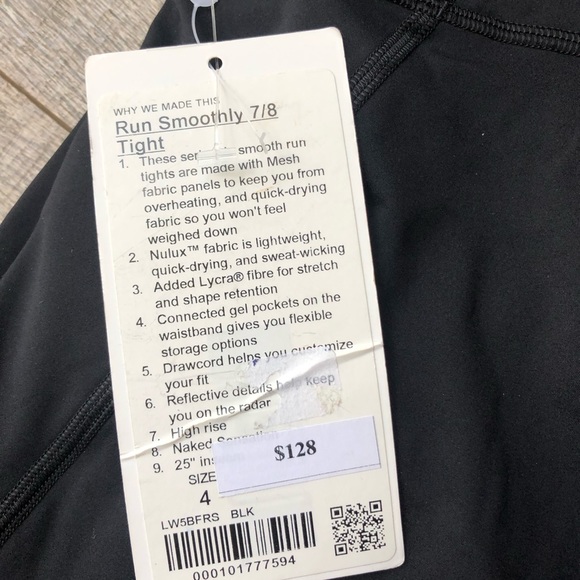 WHY WE MADE THIS
Run Smoothly 7/8
Tight
1. These smooth run
tights are made with Mesh
fabric panels to keep you from
overheating, and quick-drying
fabric so you won't feel
weighed down
2. Nulux™ fabric is lightweight,
quick-drying, and sweat-wicking
3. Added Lycra® fibre for stretch
and shape retention
4. Connected gel pockets on the
waistband gives you flexible
storage options
5. Drawcord helps you customize
your fit
6. Reflective details help keep
you on the radar
7. High rise
8. Naked
9. 25"
$128
SIZE
4
LW5BFRS BLK
000101777594